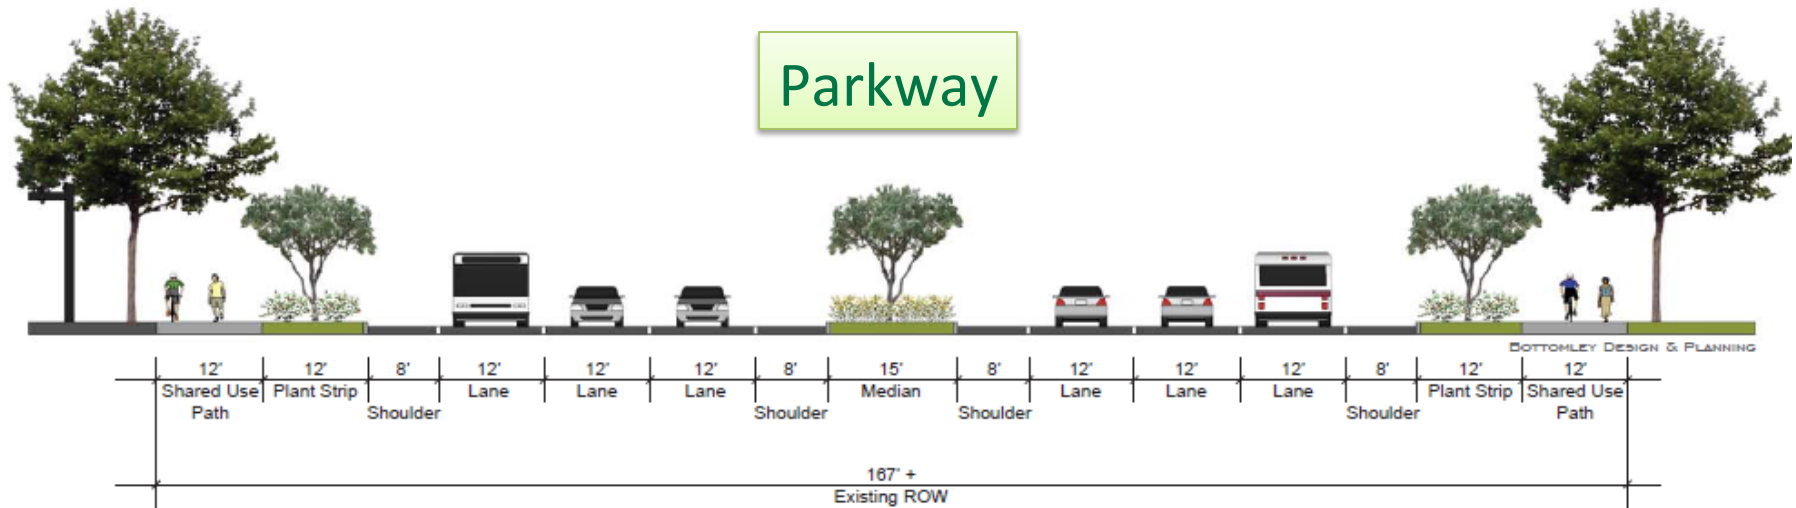 Parkway
BOTTOMLEY DESIGN & PLANNING
12' 12' 8' 12' 12' 12' 8' 15' 8' 12' 12' 12' 8' 12' 12'
Shared Use Plant Strip Lane Lane Lane Median Lane Lane Lane Plant Strip Shared Use
Path Shoulder Shoulder Shoulder Shoulder Path
167' +
Existing ROW